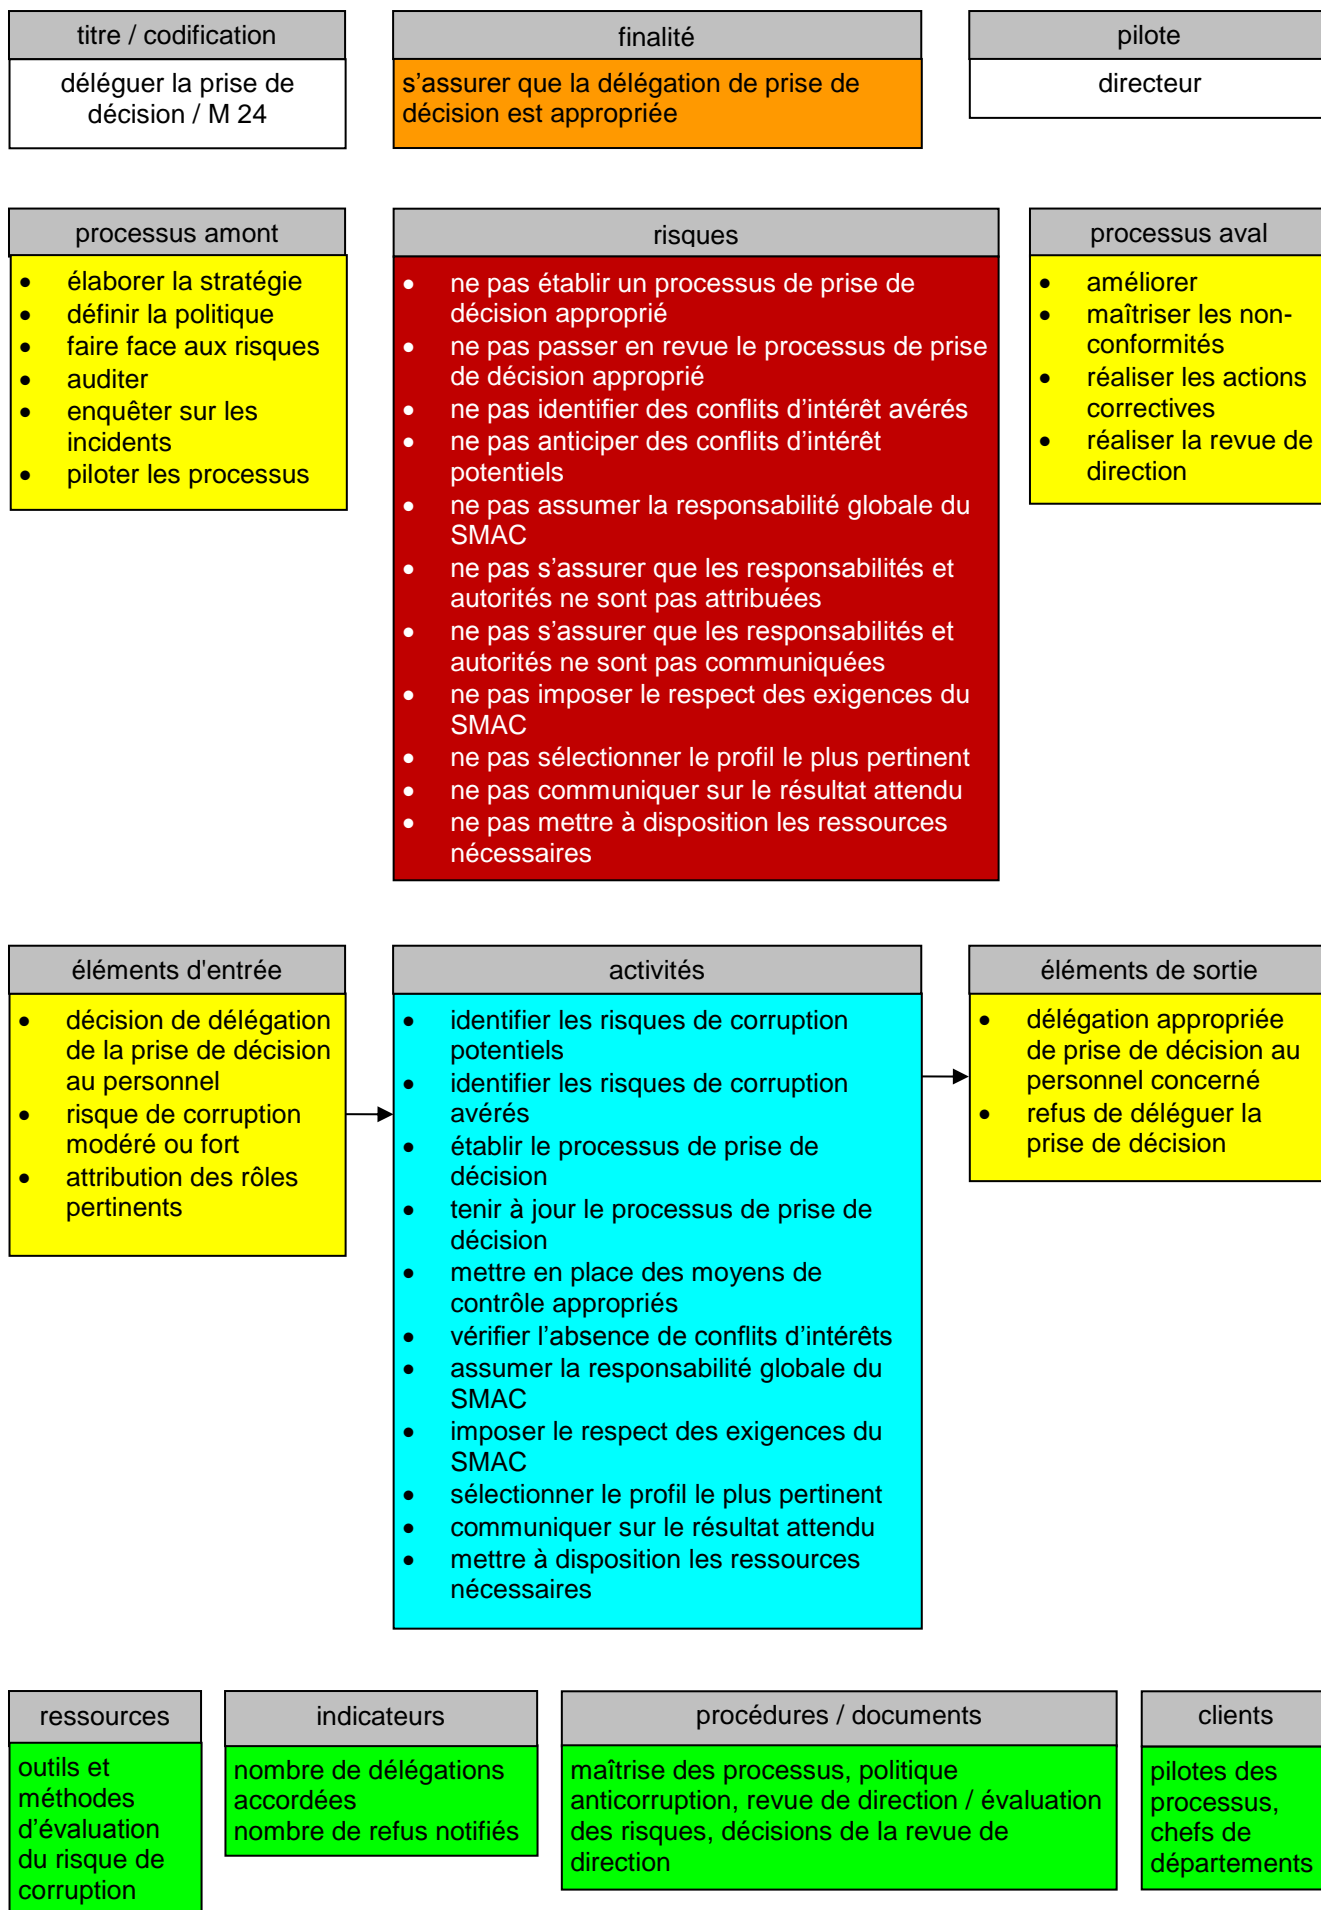 titre / codification
déléguer la prise de
décision / M 24
finalité
s’assurer que la délégation de prise de
décision est appropriée
pilote
directeur
processus amont
• élaborer la stratégie
• définir la politique
• faire face aux risques
• auditer
• enquêter sur les
incidents
• piloter les processus
risques
• ne pas établir un processus de prise de
décision approprié
• ne pas passer en revue le processus de prise
de décision approprié
• ne pas identifier des conflits d’intérêt avérés
• ne pas anticiper des conflits d’intérêt
potentiels
• ne pas assumer la responsabilité globale du
SMAC
• ne pas s’assurer que les responsabilités et
autorités ne sont pas attribuées
• ne pas s’assurer que les responsabilités et
autorités ne sont pas communiquées
• ne pas imposer le respect des exigences du
SMAC
• ne pas sélectionner le profil le plus pertinent
• ne pas communiquer sur le résultat attendu
• ne pas mettre à disposition les ressources
nécessaires
processus aval
• améliorer
• maîtriser les non-
conformités
• réaliser les actions
correctives
• réaliser la revue de
direction
éléments d'entrée
• décision de délégation
de la prise de décision
au personnel
• risque de corruption
modéré ou fort
• attribution des rôles
pertinents
activités
• identifier les risques de corruption
potentiels
• identifier les risques de corruption
avérés
• établir le processus de prise de
décision
• tenir à jour le processus de prise de
décision
• mettre en place des moyens de
contrôle appropriés
• vérifier l’absence de conflits d’intérêts
• assumer la responsabilité globale du
SMAC
• imposer le respect des exigences du
SMAC
• sélectionner le profil le plus pertinent
• communiquer sur le résultat attendu
• mettre à disposition les ressources
nécessaires
éléments de sortie
• délégation appropriée
de prise de décision au
personnel concerné
• refus de déléguer la
prise de décision
ressources
outils et
méthodes
d’évaluation
du risque de
corruption
indicateurs
nombre de délégations
accordées
nombre de refus notifiés
procédures / documents
maîtrise des processus, politique
anticorruption, revue de direction / évaluation
des risques, décisions de la revue de
direction
clients
pilotes des
processus,
chefs de
départements